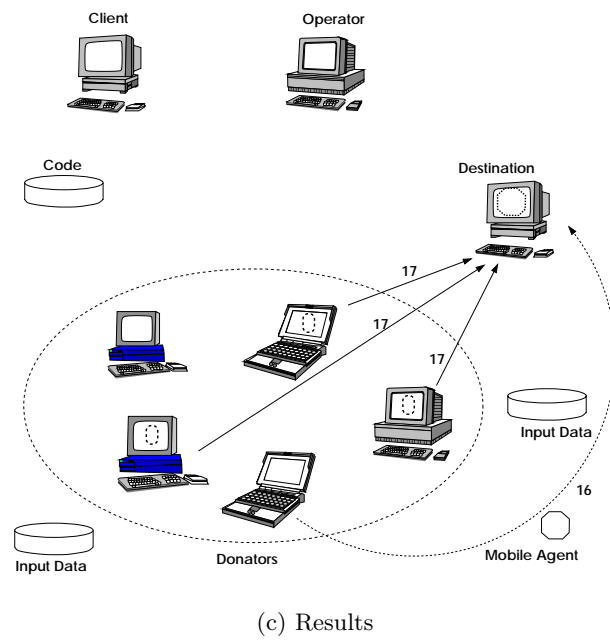 Client
Operator
Code
Destination
17
17
17
Input Data
16
Mobile Agent
Donators
Input Data
(c) Results